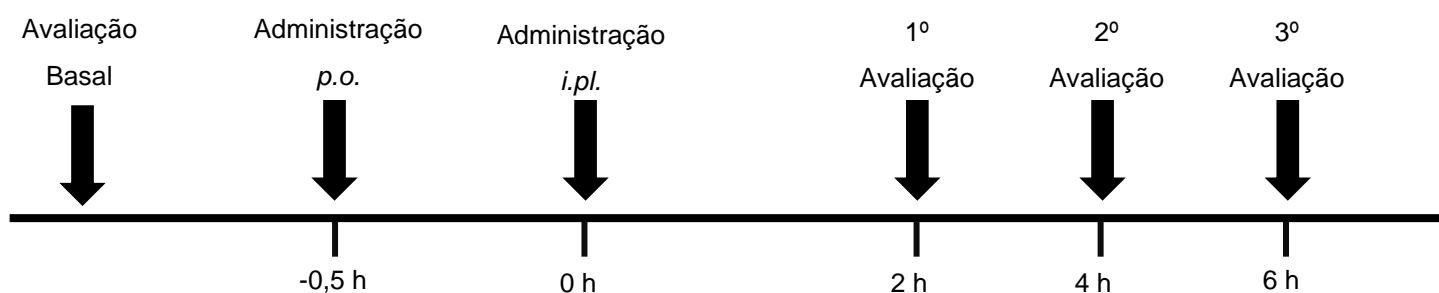 Avaliação
Basal
Administração
p.o.
Administração
i.pl.
1º
Avaliação
2º
Avaliação
3º
Avaliação
-0,5 h
0 h
2 h
4 h
6 h